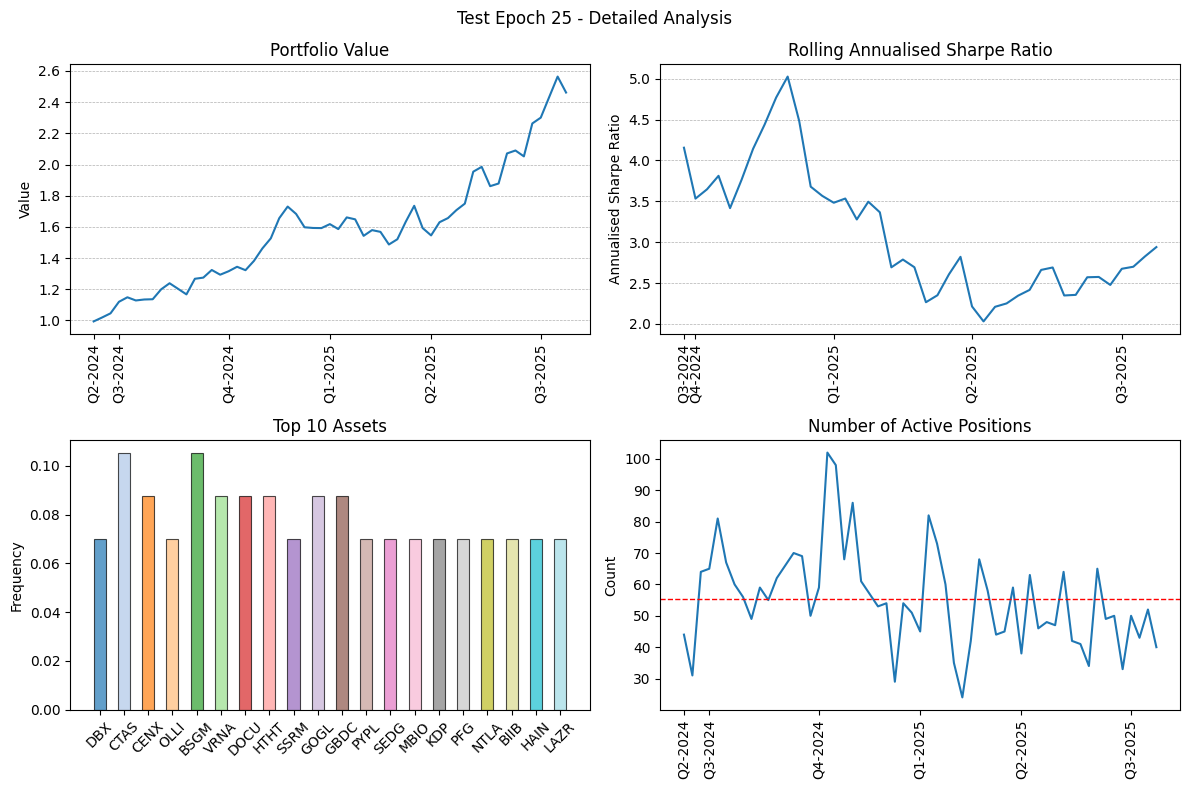 Test Epoch 25 - Detailed Analysis
Portfolio Value
Value
2.6
2.4
2.2
2.0
1.8
1.6
1.4
1.2
1.0
Q2-2024
Q3-2024
Q4-2024
Q1-2025
Q2-2025
Q3-2025
Rolling Annualised Sharpe Ratio
Annualised Sharpe Ratio
5.0
4.5
4.0
3.5
3.0
2.5
2.0
Q3-2024
Q4-2024
Q1-2025
Q2-2025
Q3-2025
Top 10 Assets
Frequency
0.10
0.08
0.06
0.04
0.02
0.00
DBX
CTAS
CENX
OLLI
BSGM
VRNA
DOCU
HTHT
SSRM
GOGL
GBDC
PYPL
SEDG
MBIO
KDP
PFG
NTLA
BIIB
HAIN
LAZR
Number of Active Positions
Count
100
90
80
70
60
50
40
30
Q2-2024
Q3-2024
Q4-2024
Q1-2025
Q2-2025
Q3-2025